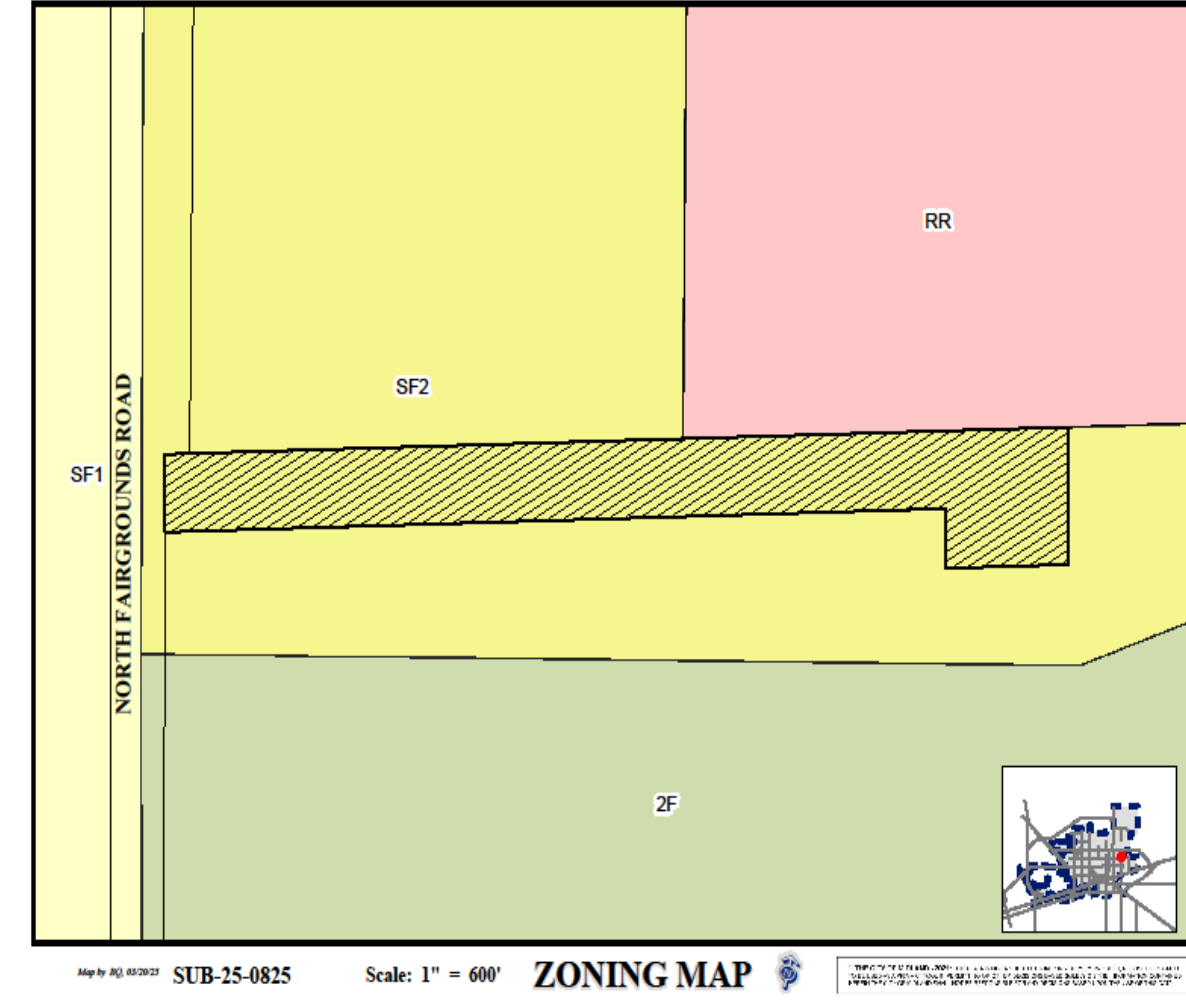 RR
SF2
SF1
NORTH FAIRGROUNDS ROAD
2F
Map by BQ, 03/20/25 SUB-25-0825 Scale: 1" = 600' ZONING MAP